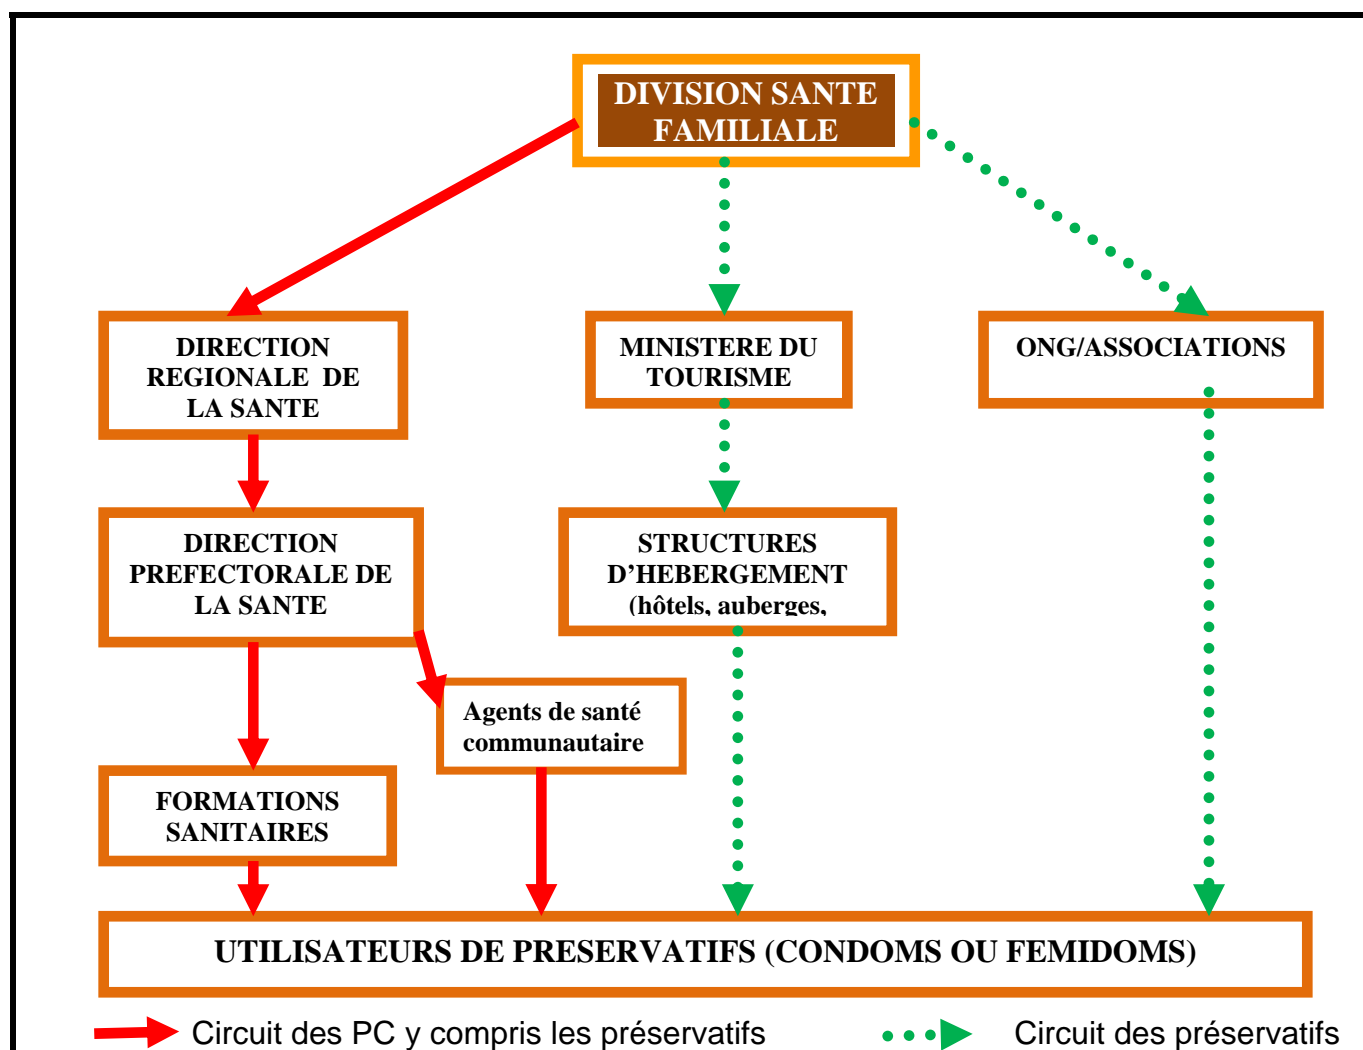 DIVISION SANTE
FAMILIALE
DIRECTION
REGIONALE DE
LA SANTE
MINISTERE DU
TOURISME
ONG/ASSOCIATIONS
DIRECTION
PREFECTORALE DE
LA SANTE
STRUCTURES
D’HEBERGEMENT
(hôtels, auberges,
Agents de santé
communautaire
FORMATIONS
SANITAIRES
UTILISATEURS DE PRESERVATIFS (CONDOMS OU FEMIDOMS)
Circuit des PC y compris les préservatifs
Circuit des préservatifs